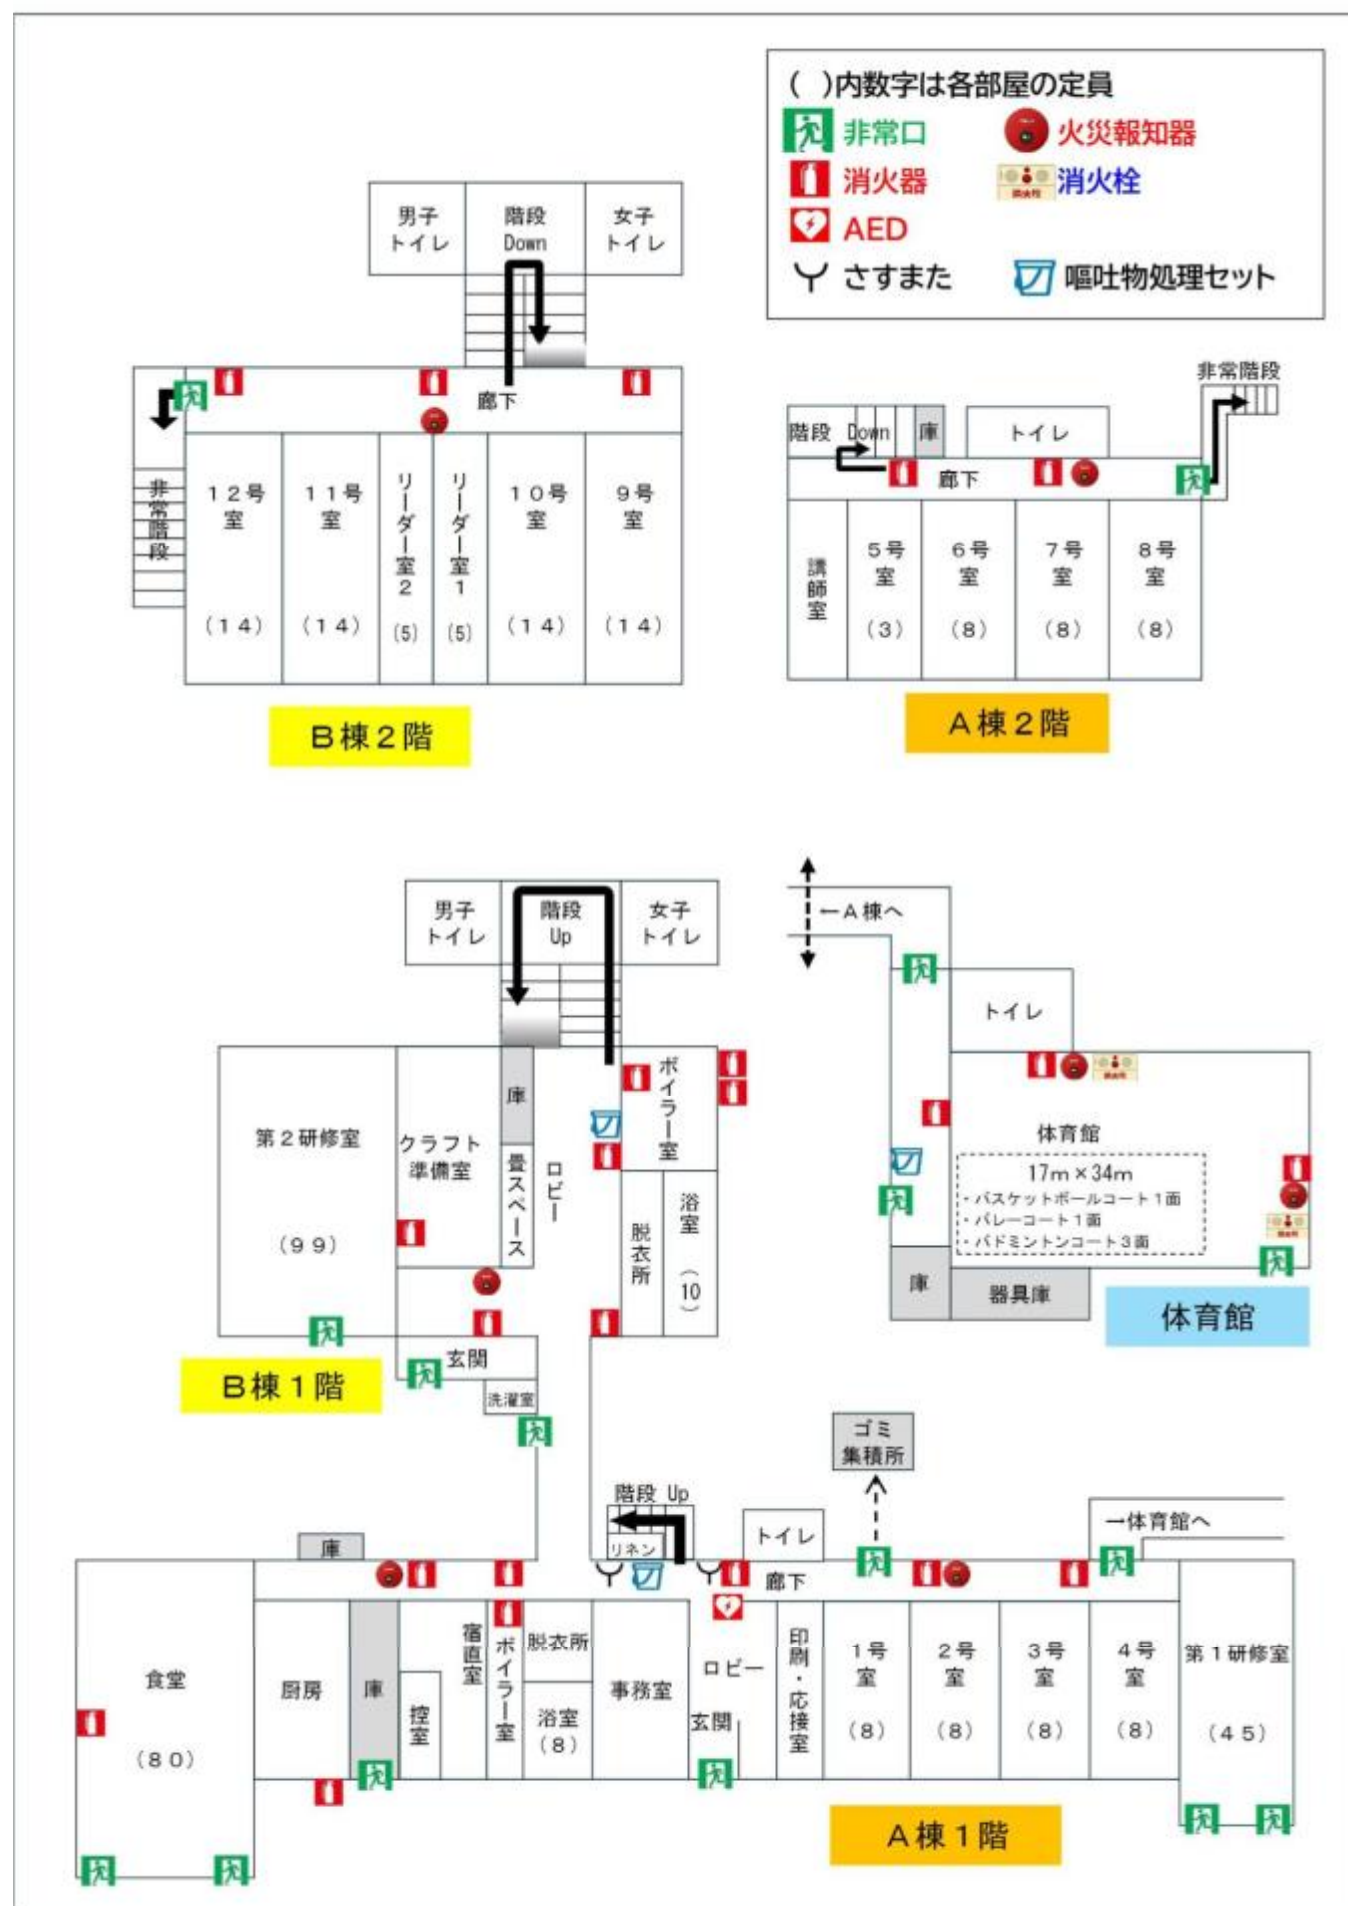 ( )内数字は各部屋の定員
非常口
火災報知器
消火器
消火栓
AED
さすまた
嘔吐物処理セット
男子
トイレ
階段
Down
女子
トイレ
廊下
非常階段
12号
室
(14)
11号
室
(14)
リーダー室2
(5)
リーダー室1
(5)
10号
室
(14)
9号
室
(14)
B棟2階
非常階段
階段 Down
庫
トイレ
廊下
講師室
5号
室
(3)
6号
室
(8)
7号
室
(8)
8号
室
(8)
A棟2階
男子
トイレ
階段
Up
女子
トイレ
第2研修室
(99)
クラフト
準備室
庫
畳スペース
ロビー
ボイラー室
脱衣所
浴室
(10)
玄関
洗濯室
B棟1階
←A棟へ
トイレ
体育館
17m×34m
・バスケットボールコート1面
・バレーコート1面
・バドミントンコート3面
庫
器具庫
体育館
ゴミ
集積所
階段 Up
リネン
トイレ
→体育館へ
庫
廊下
食堂
(80)
厨房
庫
控室
宿直室
ボイラー室
脱衣所
浴室
(8)
事務室
ロビー
玄関
印刷・応接室
1号
室
(8)
2号
室
(8)
3号
室
(8)
4号
室
(8)
第1研修室
(45)
A棟1階